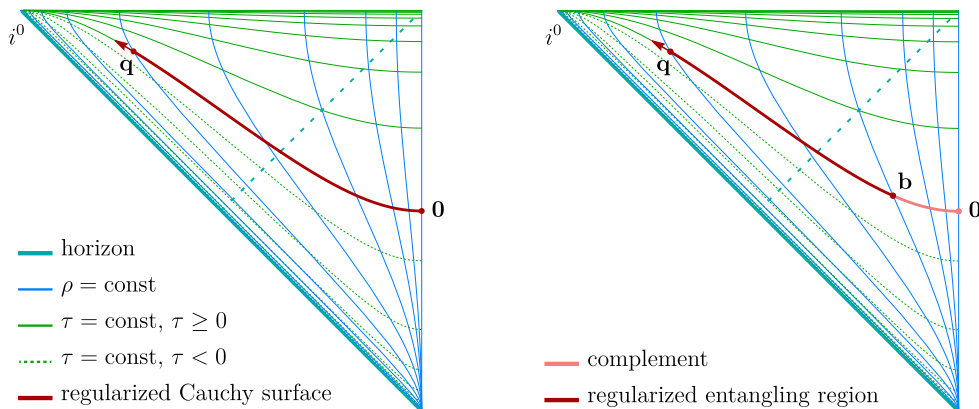 i⁰
q
0
horizon
ρ = const
τ = const, τ ≥ 0
τ = const, τ < 0
regularized Cauchy surface
i⁰
q
b
0
complement
regularized entangling region